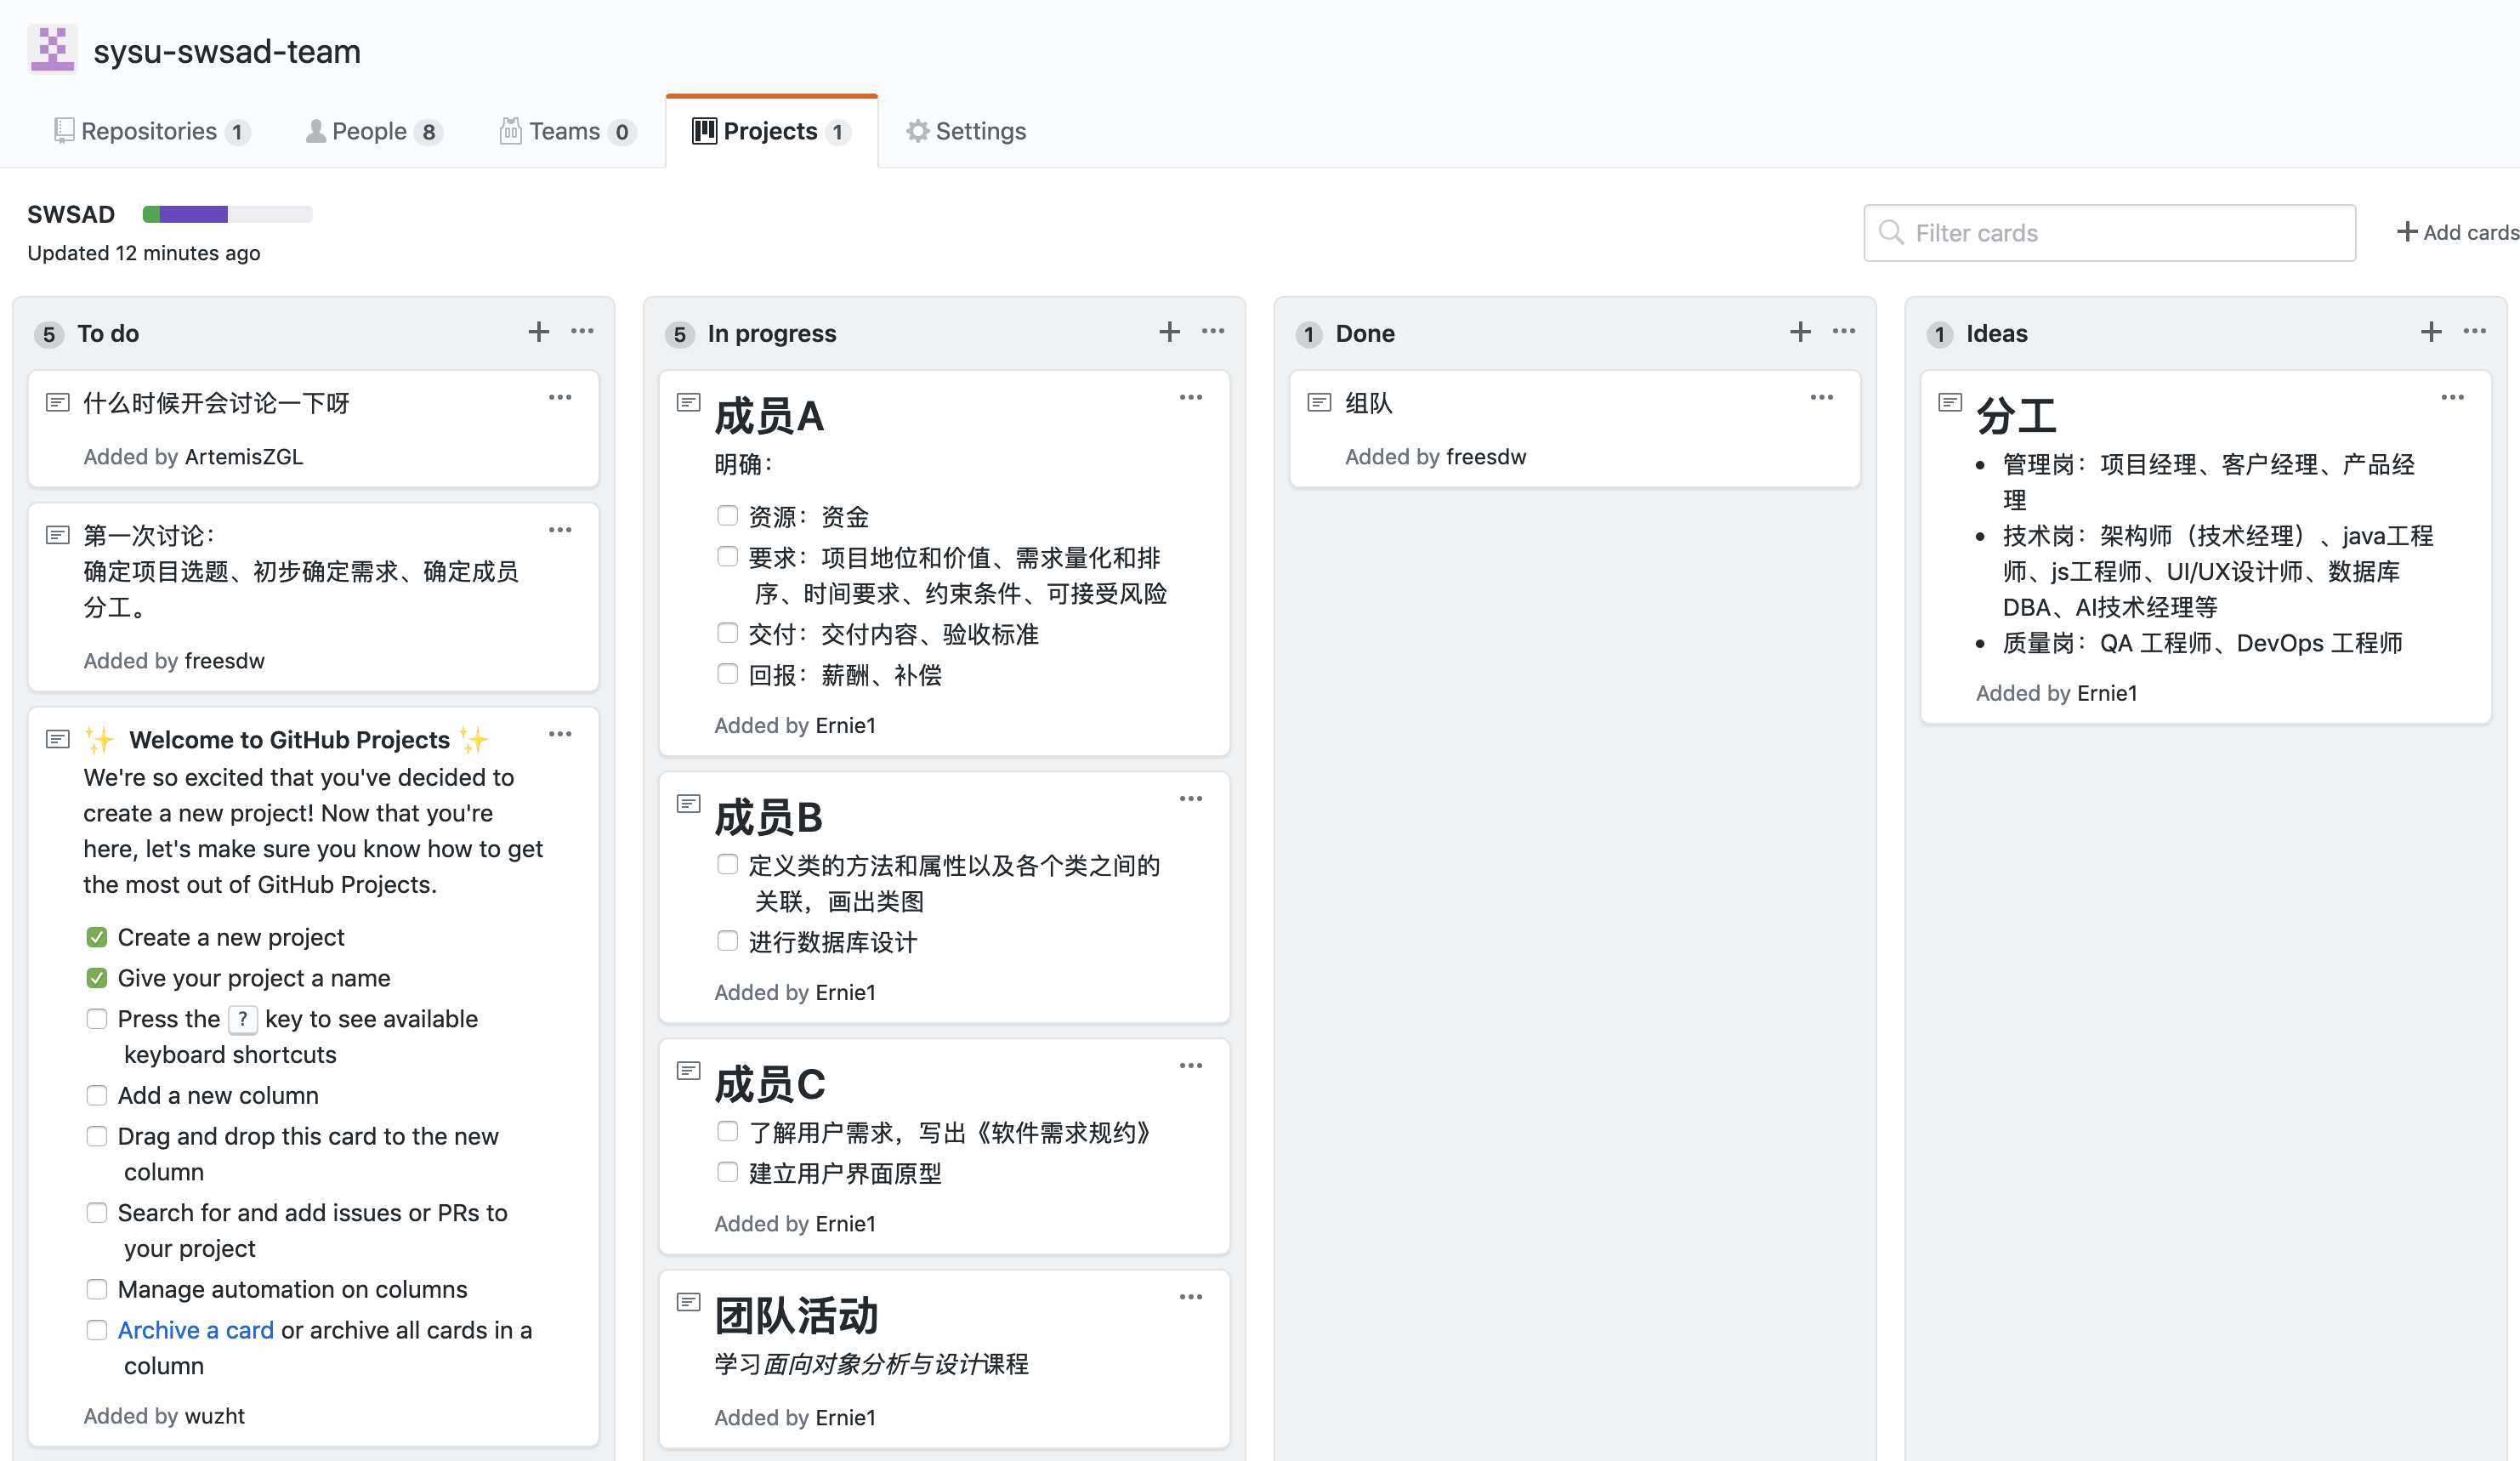 sysu-swsad-team
Repositories 1
People 8
Teams 0
Projects 1
Settings
SWSAD
Updated 12 minutes ago
Filter cards
Add cards
5 To do
什么时候开会讨论一下呀
Added by ArtemisZGL
第一次讨论：
确定项目选题、初步确定需求、确定成员
分工。
Added by freesdw
✨ Welcome to GitHub Projects ✨
We're so excited that you've decided to
create a new project! Now that you're
here, let's make sure you know how to get
the most out of GitHub Projects.
Create a new project
Give your project a name
Press the ? key to see available
keyboard shortcuts
Add a new column
Drag and drop this card to the new
column
Search for and add issues or PRs to
your project
Manage automation on columns
Archive a card or archive all cards in a
column
Added by wuzht
5 In progress
成员A
明确：
资源：资金
要求：项目地位和价值、需求量化和排
序、时间要求、约束条件、可接受风险
交付：交付内容、验收标准
回报：薪酬、补偿
Added by Ernie1
成员B
定义类的方法和属性以及各个类之间的
关联，画出类图
进行数据库设计
Added by Ernie1
成员C
了解用户需求，写出《软件需求规约》
建立用户界面原型
Added by Ernie1
团队活动
学习面向对象分析与设计课程
Added by Ernie1
1 Done
组队
Added by freesdw
1 Ideas
分工
管理岗：项目经理、客户经理、产品经
理
技术岗：架构师（技术经理）、java工程
师、js工程师、UI/UX设计师、数据库
DBA、AI技术经理等
质量岗：QA 工程师、DevOps 工程师
Added by Ernie1